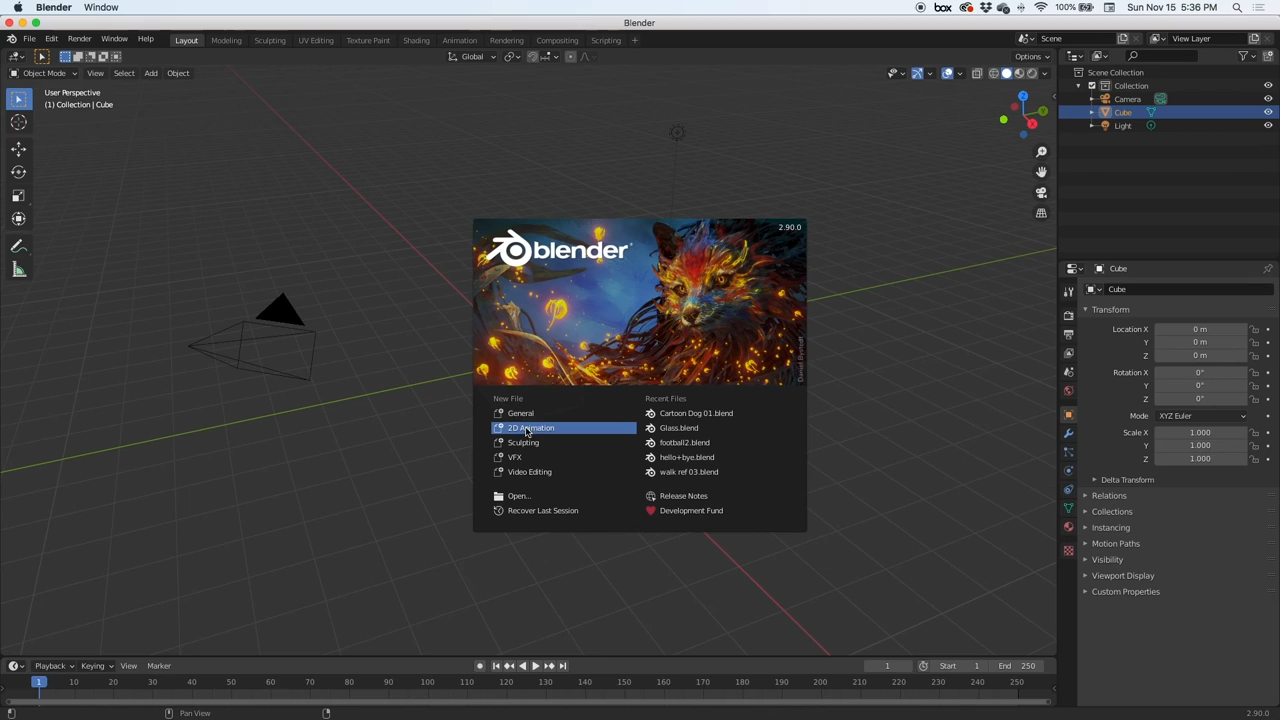 Blender Window box 100% Sun Nov 15 5:36 PM
Blender
File Edit Render Window Help Layout Modeling Sculpting UV Editing Texture Paint Shading Animation Rendering Compositing Scripting + Scene View Layer
Global Options
Object Mode View Select Add Object
Scene Collection
Collection
Camera
Cube
Light
User Perspective
(1) Collection | Cube
Z
Y
X
2.90.0
blender
Daniel Bystedt
New File
General
2D Animation
Sculpting
VFX
Video Editing
Open...
Recover Last Session
Recent Files
Cartoon Dog 01.blend
Glass.blend
football2.blend
hello+bye.blend
walk ref 03.blend
Release Notes
Development Fund
Cube
Cube
Transform
Location X 0 m
Y 0 m
Z 0 m
Rotation X 0°
Y 0°
Z 0°
Mode XYZ Euler
Scale X 1.000
Y 1.000
Z 1.000
Delta Transform
Relations
Collections
Instancing
Motion Paths
Visibility
Viewport Display
Custom Properties
Playback Keying View Marker 1 Start 1 End 250
1 10 20 30 40 50 60 70 80 90 100 110 120 130 140 150 160 170 180 190 200 210 220 230 240 250
Pan View 2.90.0